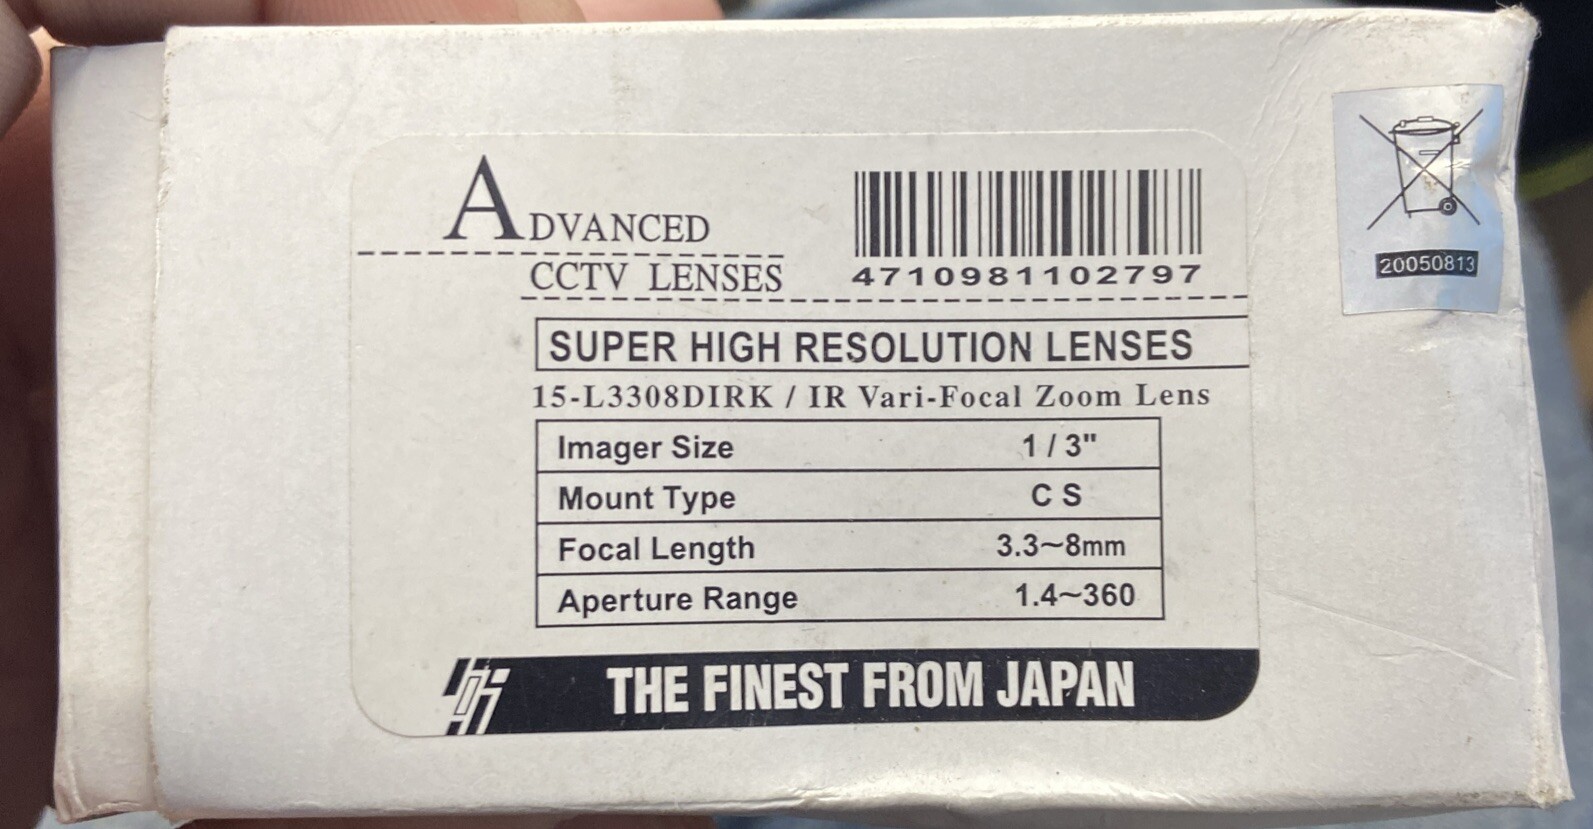 ADVANCED
CCTV LENSES
4710981102797
20050813
SUPER HIGH RESOLUTION LENSES
15-L3308DIRK / IR Vari-Focal Zoom Lens
Imager Size 1 / 3"
Mount Type C S
Focal Length 3.3~8mm
Aperture Range 1.4~360
THE FINEST FROM JAPAN